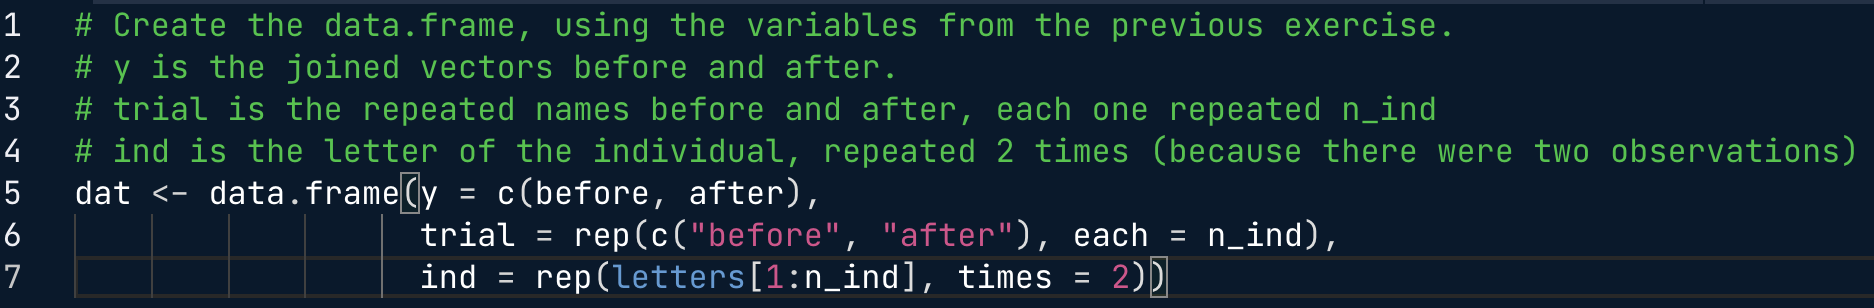 1 # Create the data.frame, using the variables from the previous exercise.
2 # y is the joined vectors before and after.
3 # trial is the repeated names before and after, each one repeated n_ind
4 # ind is the letter of the individual, repeated 2 times (because there were two observations)
5 dat <- data.frame(y = c(before, after),
6                   trial = rep(c("before", "after"), each = n_ind),
7                   ind = rep(letters[1:n_ind], times = 2))